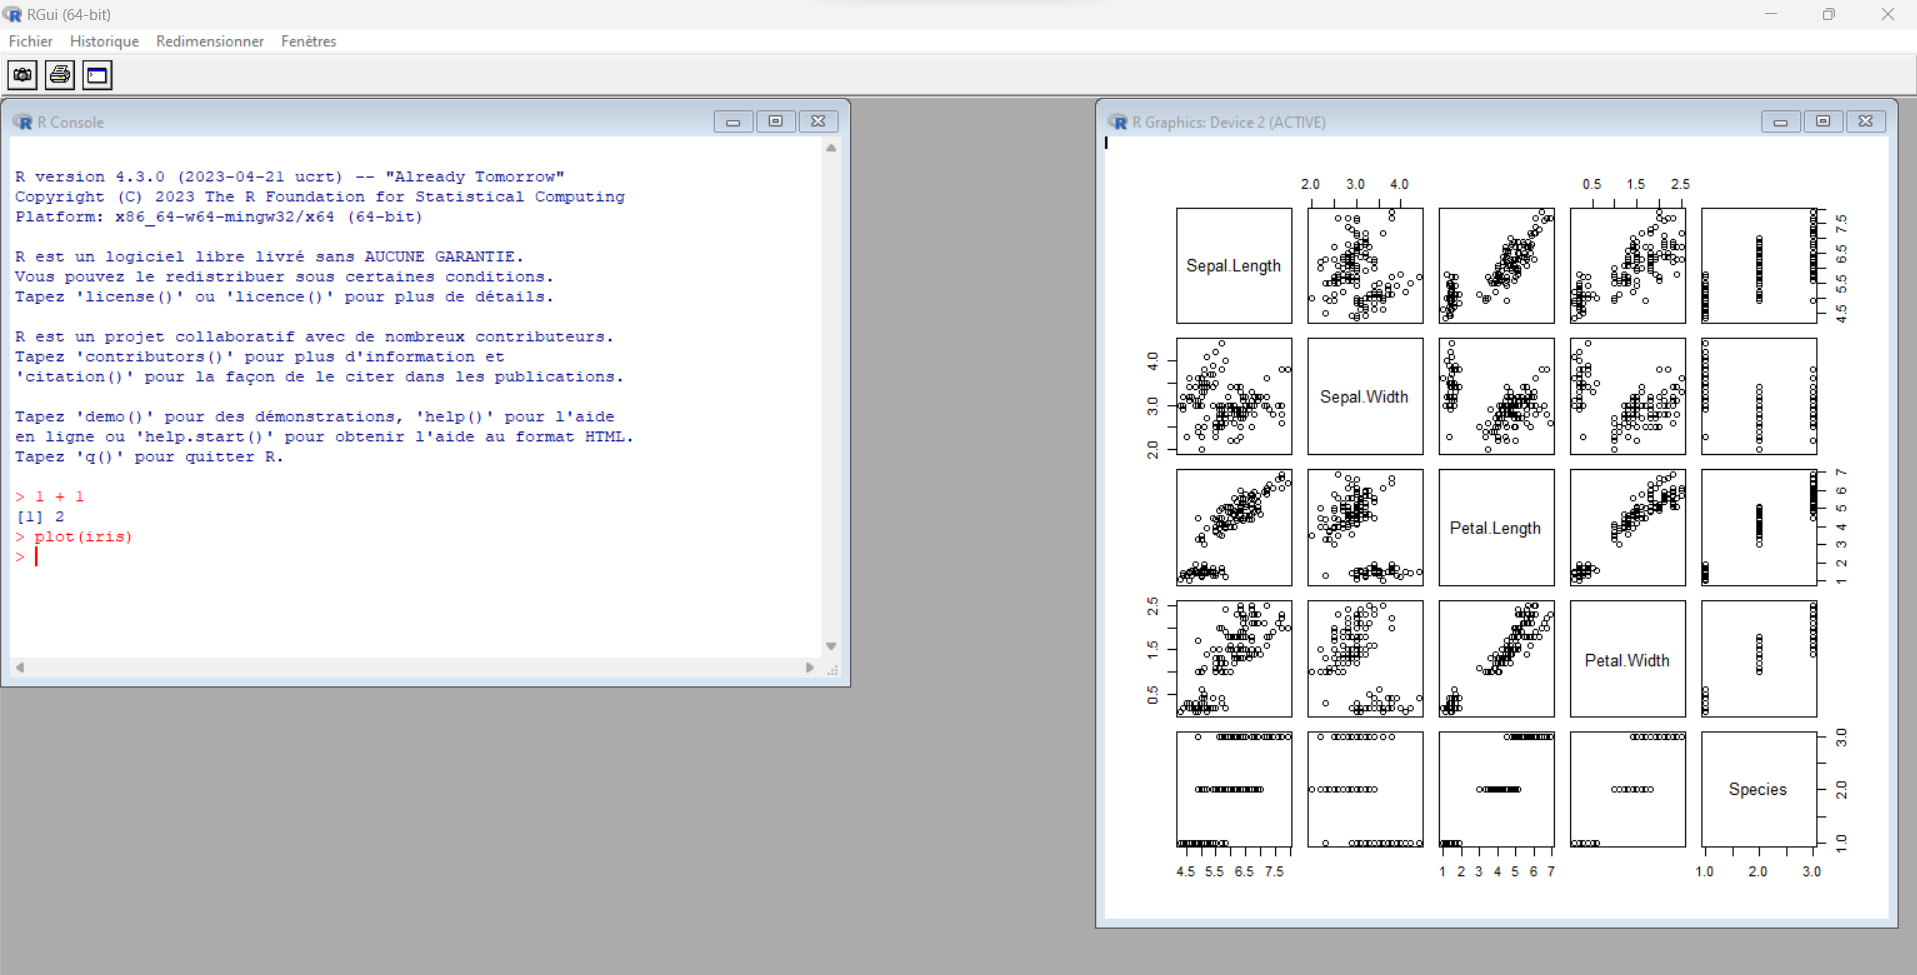 RGui (64-bit)
Fichier Historique Redimensionner Fenêtres
R Console
R version 4.3.0 (2023-04-21 ucrt) -- "Already Tomorrow"
Copyright (C) 2023 The R Foundation for Statistical Computing
Platform: x86_64-w64-mingw32/x64 (64-bit)
R est un logiciel libre livré sans AUCUNE GARANTIE.
Vous pouvez le redistribuer sous certaines conditions.
Tapez 'license()' ou 'licence()' pour plus de détails.
R est un projet collaboratif avec de nombreux contributeurs.
Tapez 'contributors()' pour plus d'information et
'citation()' pour la façon de le citer dans les publications.
Tapez 'demo()' pour des démonstrations, 'help()' pour l'aide
en ligne ou 'help.start()' pour obtenir l'aide au format HTML.
Tapez 'q()' pour quitter R.
> 1 + 1
[1] 2
> plot(iris)
>
R Graphics: Device 2 (ACTIVE)
2.0 3.0 4.0
0.5 1.5 2.5
Sepal.Length
4.5 5.5 6.5 7.5
2.0 3.0 4.0
Sepal.Width
Petal.Length
1 2 3 4 5 6 7
0.5 1.5 2.5
Petal.Width
Species
1.0 2.0 3.0
4.5 5.5 6.5 7.5
1 2 3 4 5 6 7
1.0 2.0 3.0